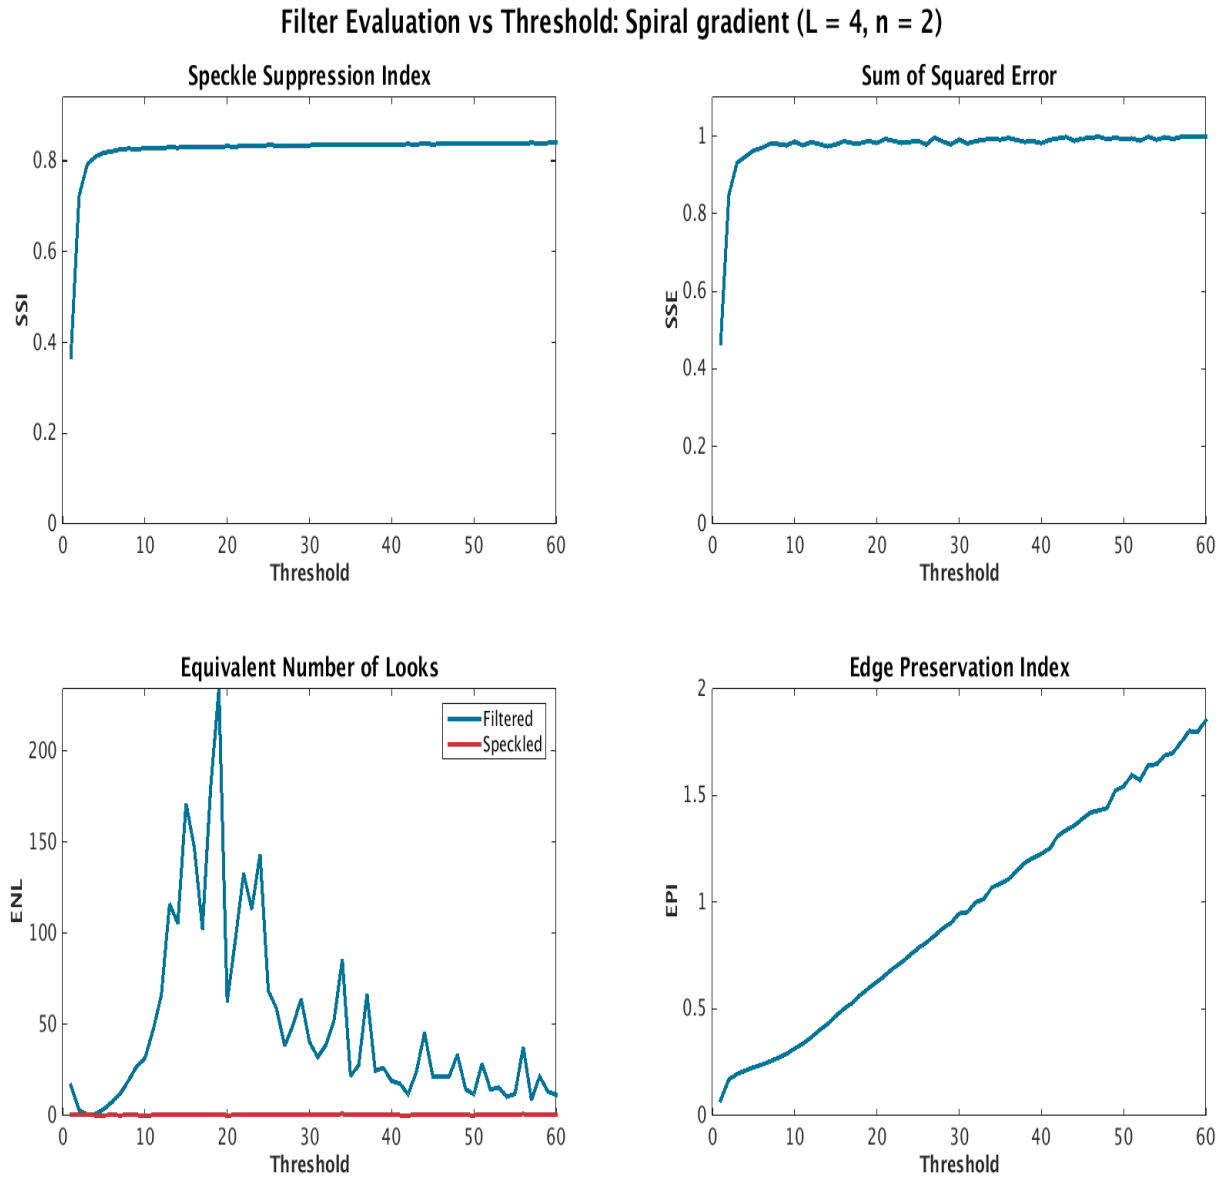 Filter Evaluation vs Threshold: Spiral gradient (L = 4, n = 2)
Speckle Suppression Index
0.8
0.6
0.4
0.2
0
SSI
0 10 20 30 40 50 60
Threshold
Sum of Squared Error
1
0.8
0.6
0.4
0.2
0
SSE
0 10 20 30 40 50 60
Threshold
Equivalent Number of Looks
Filtered
Speckled
200
150
100
50
0
ENL
0 10 20 30 40 50 60
Threshold
Edge Preservation Index
2
1.5
1
0.5
0
EPI
0 10 20 30 40 50 60
Threshold